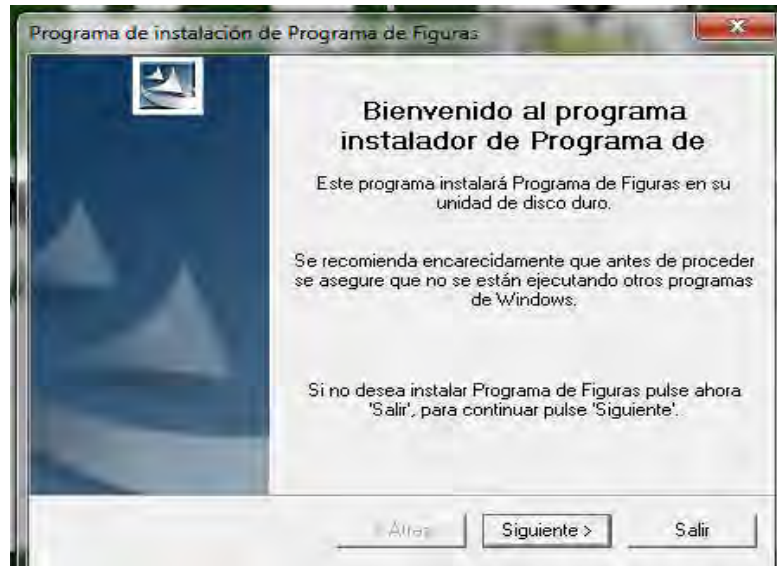 Programa de instalación de Programa de Figuras
Bienvenido al programa
instalador de Programa de
Este programa instalará Programa de Figuras en su
unidad de disco duro.
Se recomienda encarecidamente que antes de proceder
se asegure que no se están ejecutando otros programas
de Windows.
Si no desea instalar Programa de Figuras pulse ahora
'Salir', para continuar pulse 'Siguiente'.
< Atras Siguiente > Salir